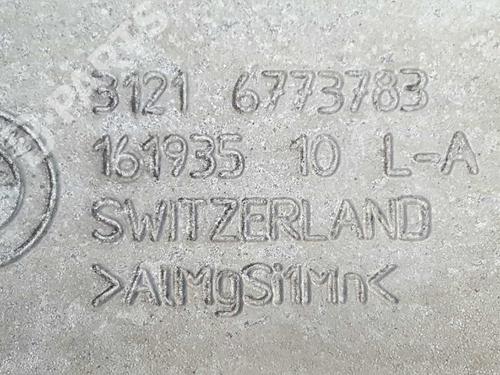 3121 6773783
161935 10 L-A
SWITZERLAND
>AlMgSi1Mn<